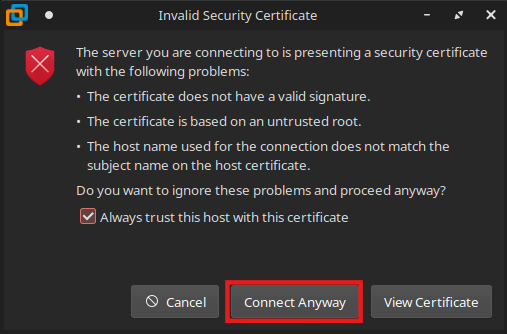 Invalid Security Certificate
The server you are connecting to is presenting a security certificate
with the following problems:
• The certificate does not have a valid signature.
• The certificate is based on an untrusted root.
• The host name used for the connection does not match the
subject name on the host certificate.
Do you want to ignore these problems and proceed anyway?
Always trust this host with this certificate
Cancel
Connect Anyway
View Certificate